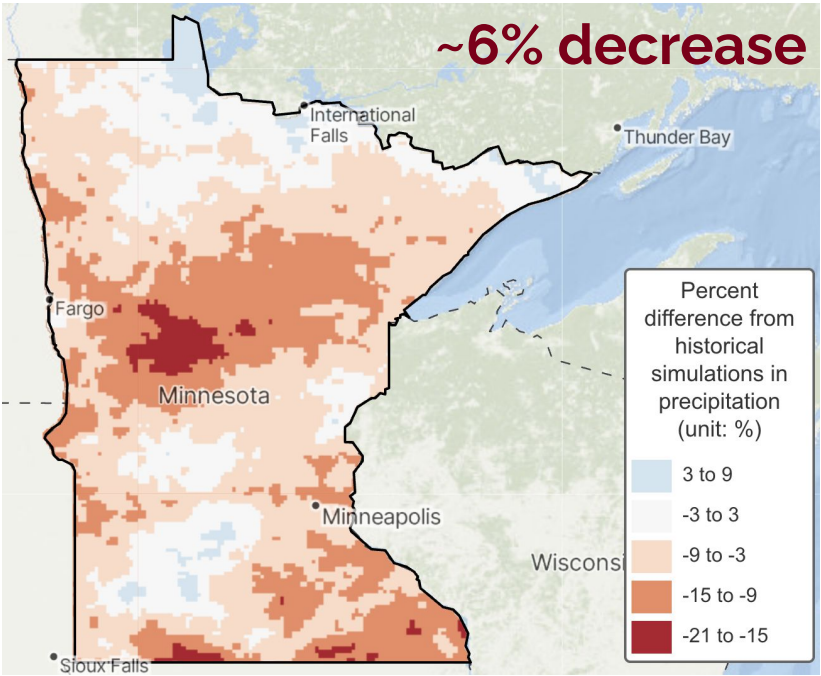 ~6% decrease
International
Falls
Thunder Bay
Fargo
Minnesota
Minneapolis
Wisconsi
Sioux Falls
Percent
difference from
historical
simulations in
precipitation
(unit: %)
3 to 9
-3 to 3
-9 to -3
-15 to -9
-21 to -15